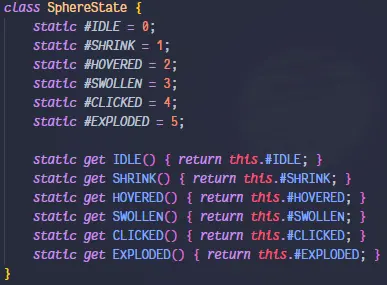 class SphereState {
    static #IDLE = 0;
    static #SHRINK = 1;
    static #HOVERED = 2;
    static #SWOLLEN = 3;
    static #CLICKED = 4;
    static #EXPLODED = 5;

    static get IDLE() { return this.#IDLE; }
    static get SHRINK() { return this.#SHRINK; }
    static get HOVERED() { return this.#HOVERED; }
    static get SWOLLEN() { return this.#SWOLLEN; }
    static get CLICKED() { return this.#CLICKED; }
    static get EXPLODED() { return this.#EXPLODED; }
}